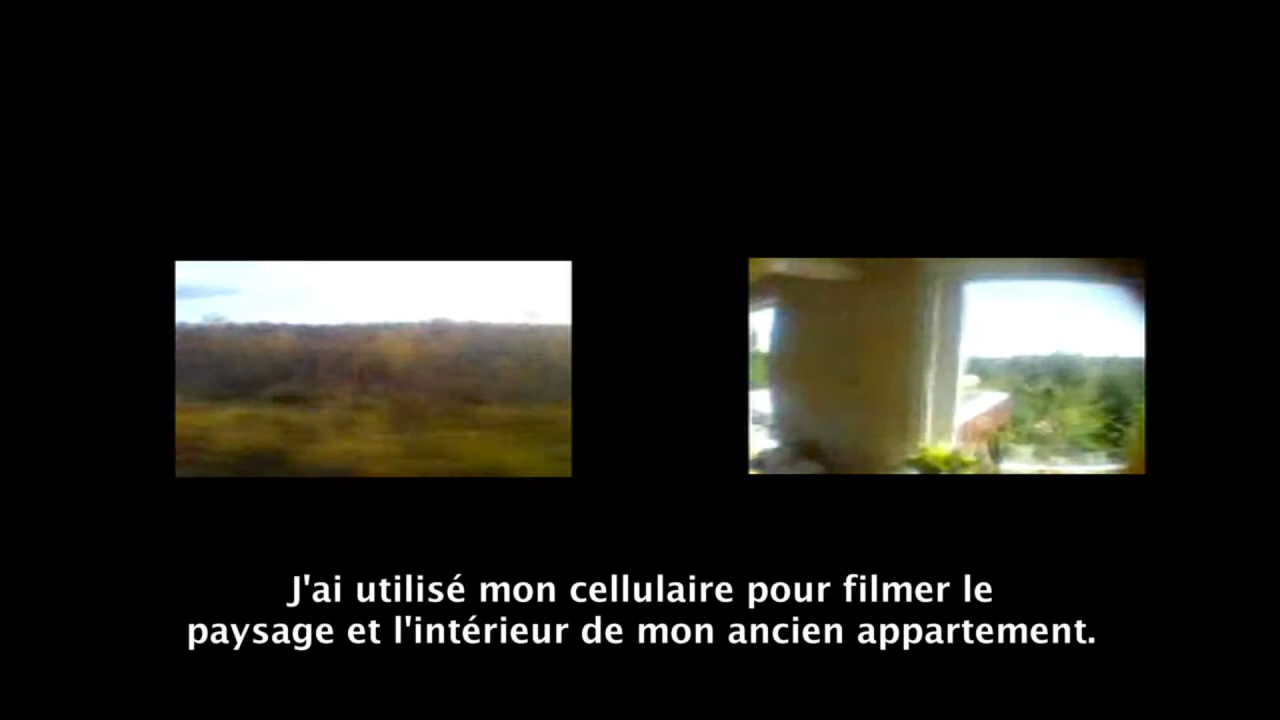 J'ai utilisé mon cellulaire pour filmer le
paysage et l'intérieur de mon ancien appartement.